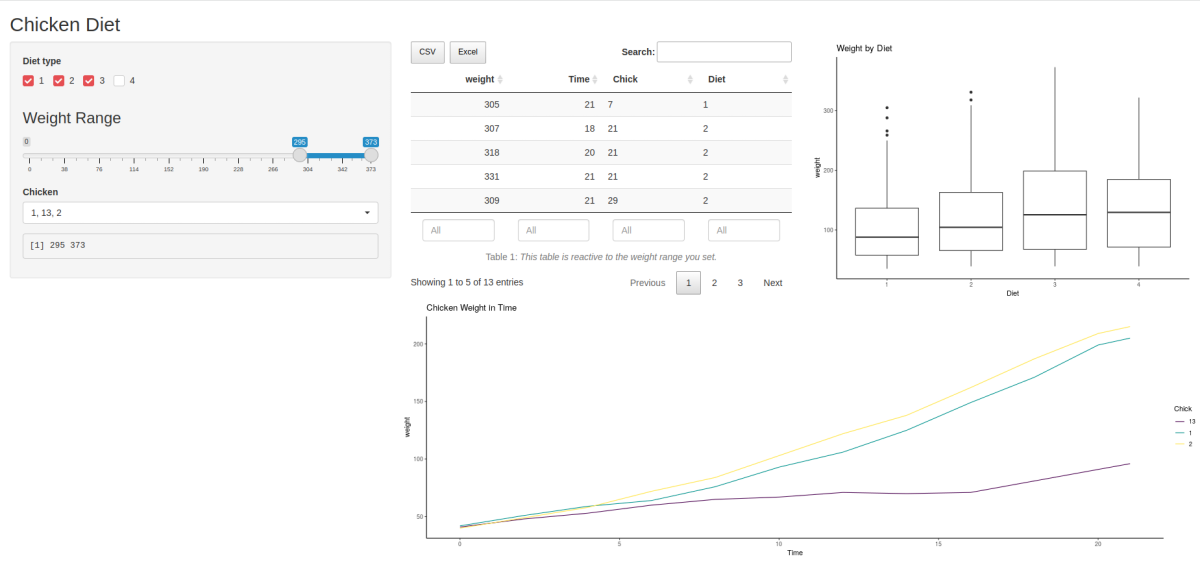 Chicken Diet
Diet type
1 2 3 4
Weight Range
0 295 373
0 38 76 114 152 190 228 266 304 342 373
Chicken
1, 13, 2
[1] 295 373
CSV Excel Search:
weight Time Chick Diet
305 21 7 1
307 18 21 2
318 20 21 2
331 21 21 2
309 21 29 2
All All All All
Table 1: This table is reactive to the weight range you set.
Showing 1 to 5 of 13 entries Previous 1 2 3 Next
Weight by Diet
weight
300
200
100
1 2 3 4
Diet
Chicken Weight in Time
weight
200
150
100
50
0 5 10 15 20
Time
Chick
13
1
2